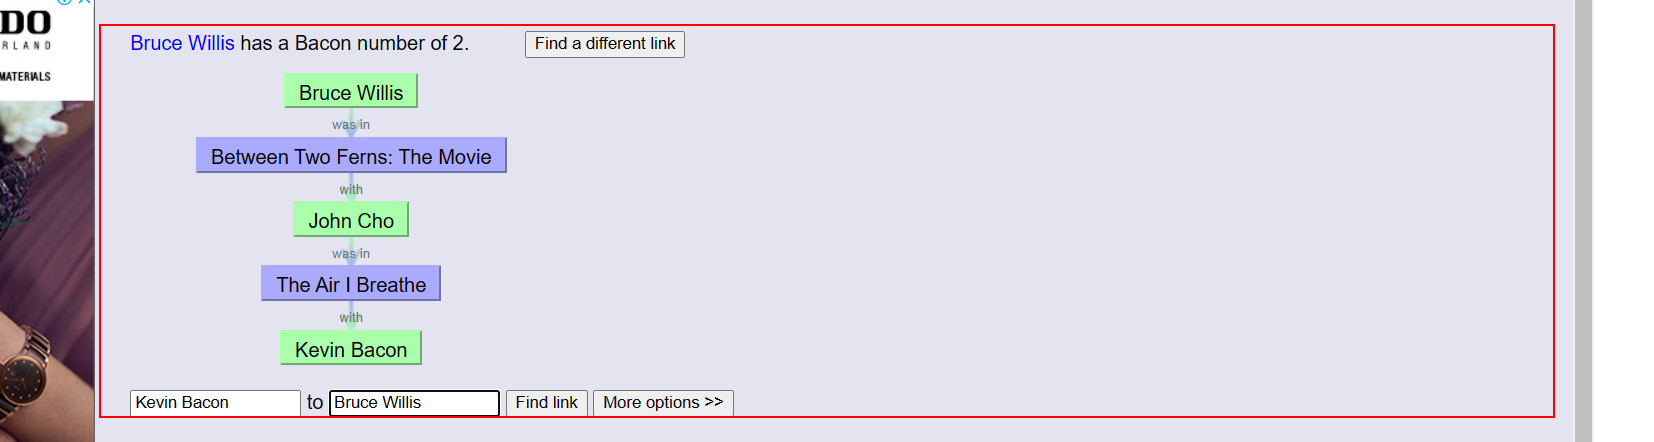 DO
RLAND
MATERIALS
Bruce Willis has a Bacon number of 2. Find a different link
Bruce Willis
was in
Between Two Ferns: The Movie
with
John Cho
was in
The Air I Breathe
with
Kevin Bacon
Kevin Bacon to Bruce Willis Find link More options >>